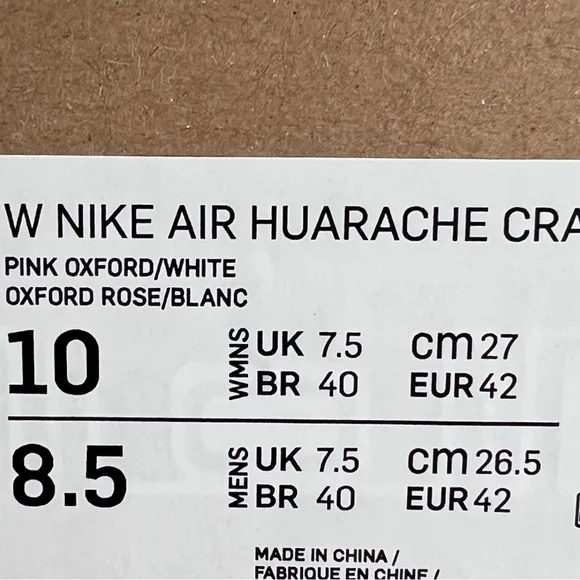 W NIKE AIR HUARACHE CRA
PINK OXFORD/WHITE
OXFORD ROSE/BLANC
10 WMNS UK 7.5 cm 27
BR 40 EUR 42
8.5 MENS UK 7.5 cm 26.5
BR 40 EUR 42
MADE IN CHINA /
FABRIQUE EN CHINE /